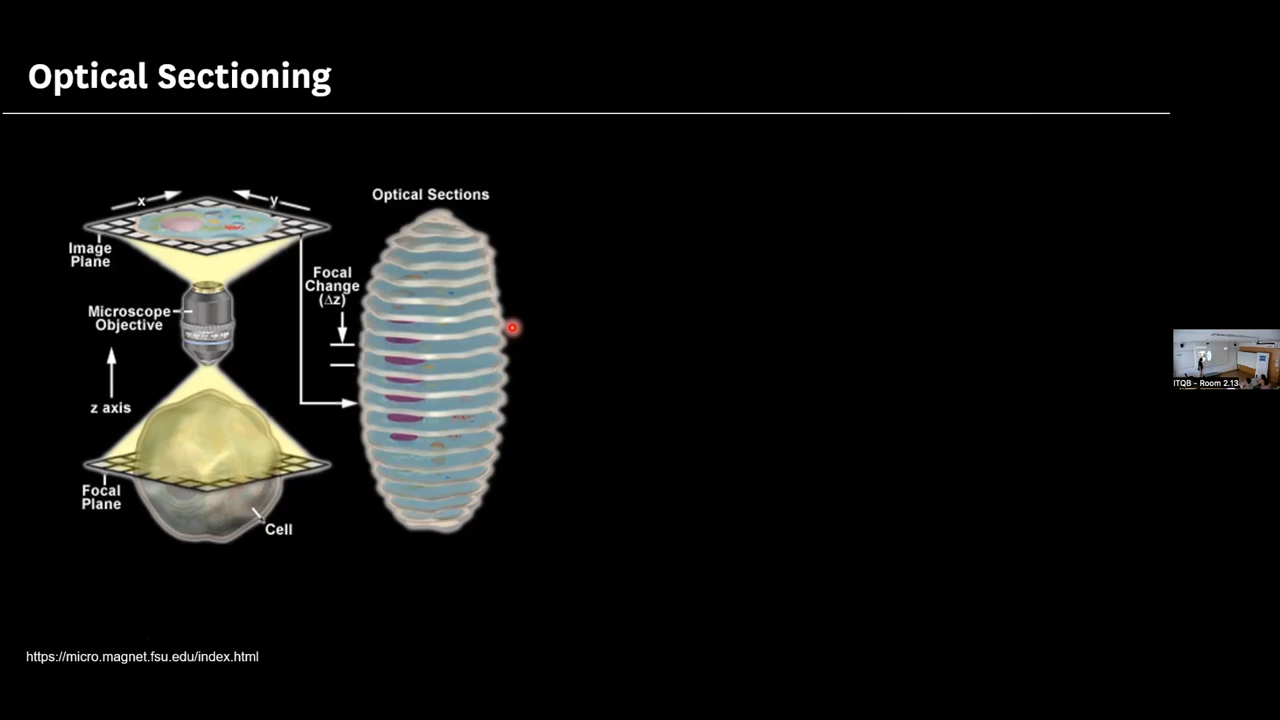 Optical Sectioning
x
y
Optical Sections
Image
Plane
Focal
Change
(Δz)
Microscope
Objective
z axis
Focal
Plane
Cell
ITQB - Room 2.13
https://micro.magnet.fsu.edu/index.html